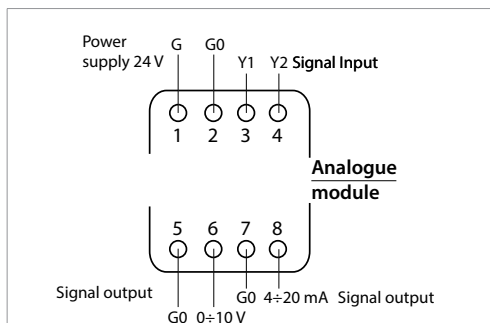 Power supply 24 V
G
G0
Y1
Y2 Signal Input
1 2 3 4
Analogue
module
5 6 7 8
Signal output
G0 0÷10 V
G0 4÷20 mA
Signal output